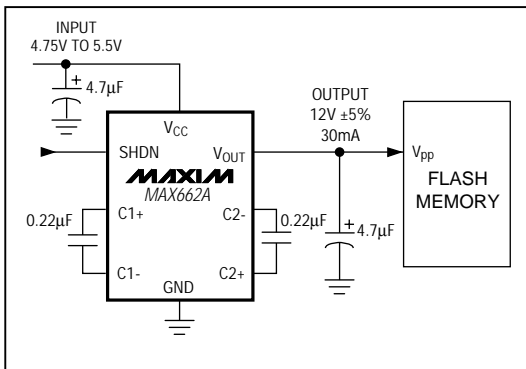 INPUT
4.75V TO 5.5V
+
4.7µF
OUTPUT
12V ±5%
30mA
VCC
SHDN
VOUT
Vpp
MAXIM
MAX662A
FLASH
MEMORY
0.22µF
C1+
C2-
0.22µF
+
4.7µF
C1-
C2+
GND